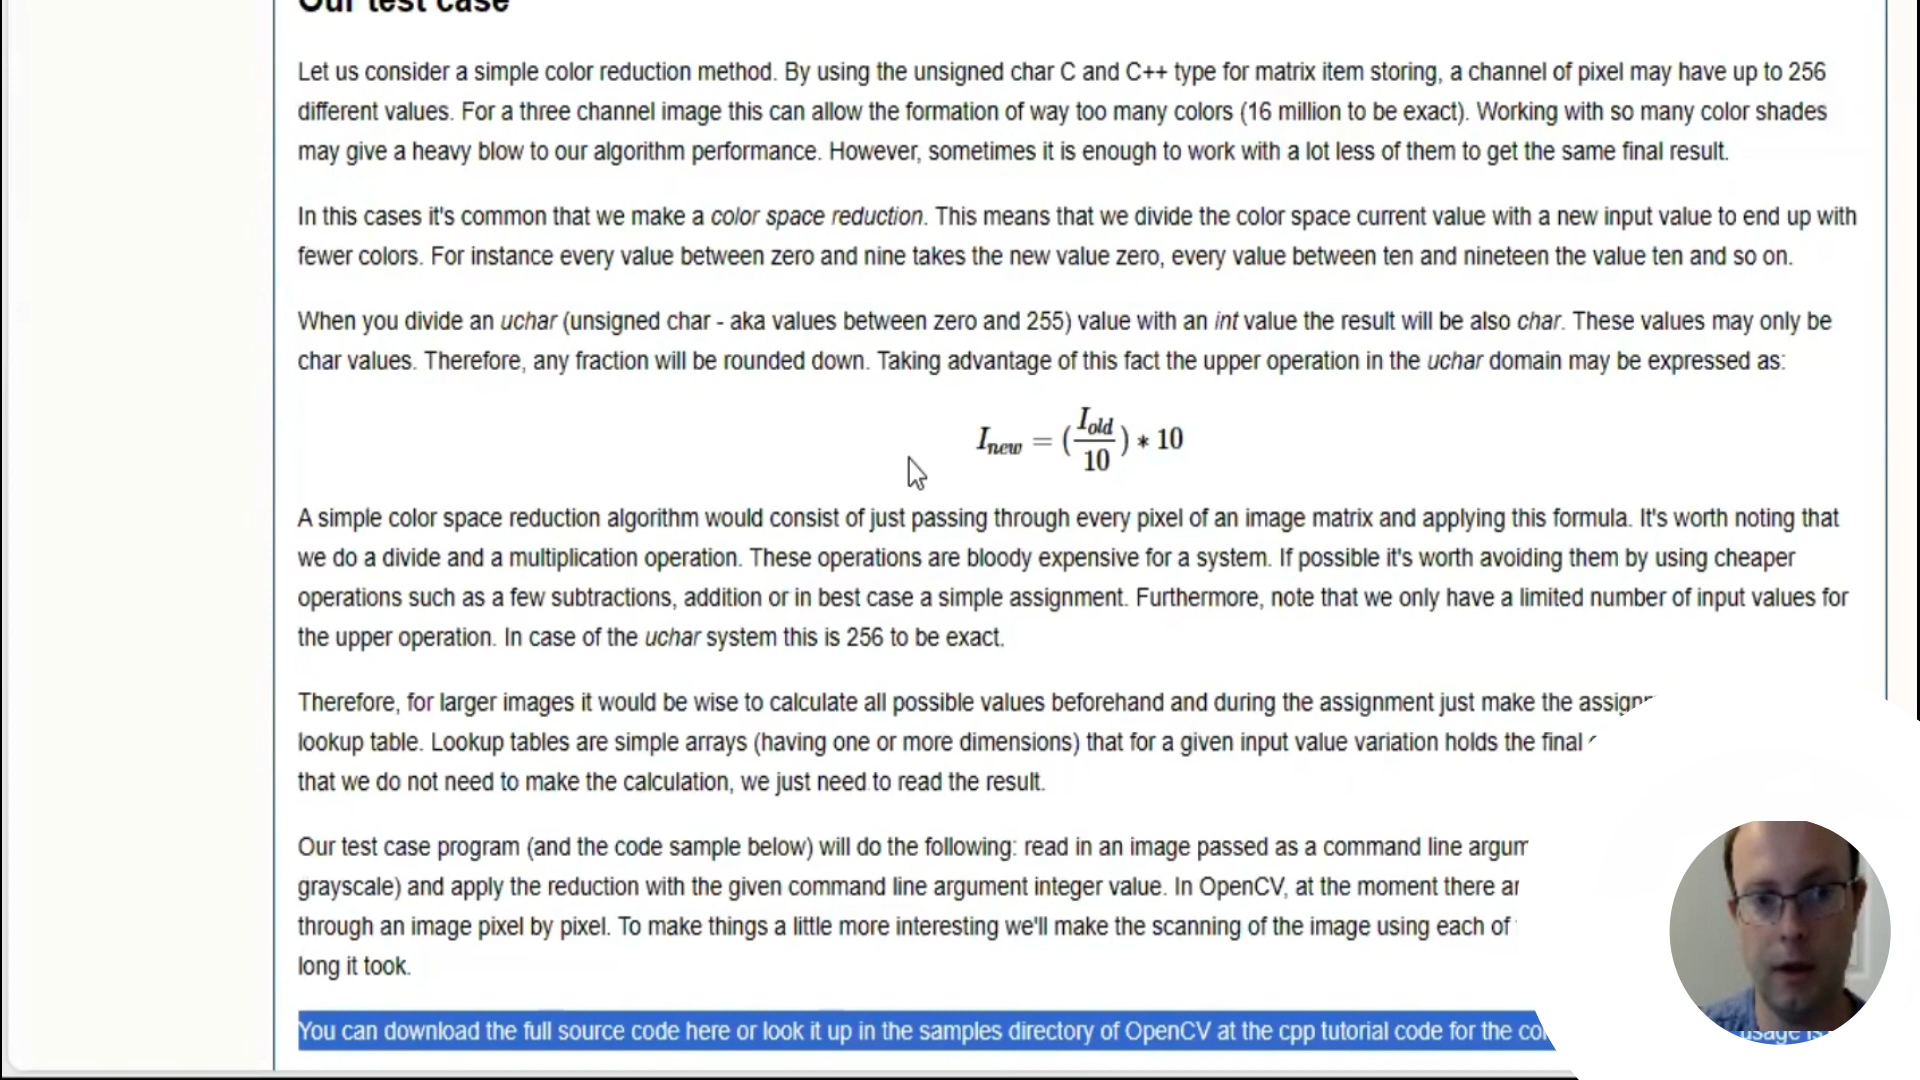 Our test case
Let us consider a simple color reduction method. By using the unsigned char C and C++ type for matrix item storing, a channel of pixel may have up to 256
different values. For a three channel image this can allow the formation of way too many colors (16 million to be exact). Working with so many color shades
may give a heavy blow to our algorithm performance. However, sometimes it is enough to work with a lot less of them to get the same final result.
In this cases it's common that we make a color space reduction. This means that we divide the color space current value with a new input value to end up with
fewer colors. For instance every value between zero and nine takes the new value zero, every value between ten and nineteen the value ten and so on.
When you divide an uchar (unsigned char - aka values between zero and 255) value with an int value the result will be also char. These values may only be
char values. Therefore, any fraction will be rounded down. Taking advantage of this fact the upper operation in the uchar domain may be expressed as:
I_new = (I_old/10) * 10
A simple color space reduction algorithm would consist of just passing through every pixel of an image matrix and applying this formula. It's worth noting that
we do a divide and a multiplication operation. These operations are bloody expensive for a system. If possible it's worth avoiding them by using cheaper
operations such as a few subtractions, addition or in best case a simple assignment. Furthermore, note that we only have a limited number of input values for
the upper operation. In case of the uchar system this is 256 to be exact.
Therefore, for larger images it would be wise to calculate all possible values beforehand and during the assignment just make the
lookup table. Lookup tables are simple arrays (having one or more dimensions) that for a given input value variation holds the final
that we do not need to make the calculation, we just need to read the result.
Our test case program (and the code sample below) will do the following: read in an image passed as a command line
grayscale) and apply the reduction with the given command line argument integer value. In OpenCV, at the moment there
through an image pixel by pixel. To make things a little more interesting we'll make the scanning of the image using each of
long it took.
You can download the full source code here or look it up in the samples directory of OpenCV at the cpp tutorial code for the usage